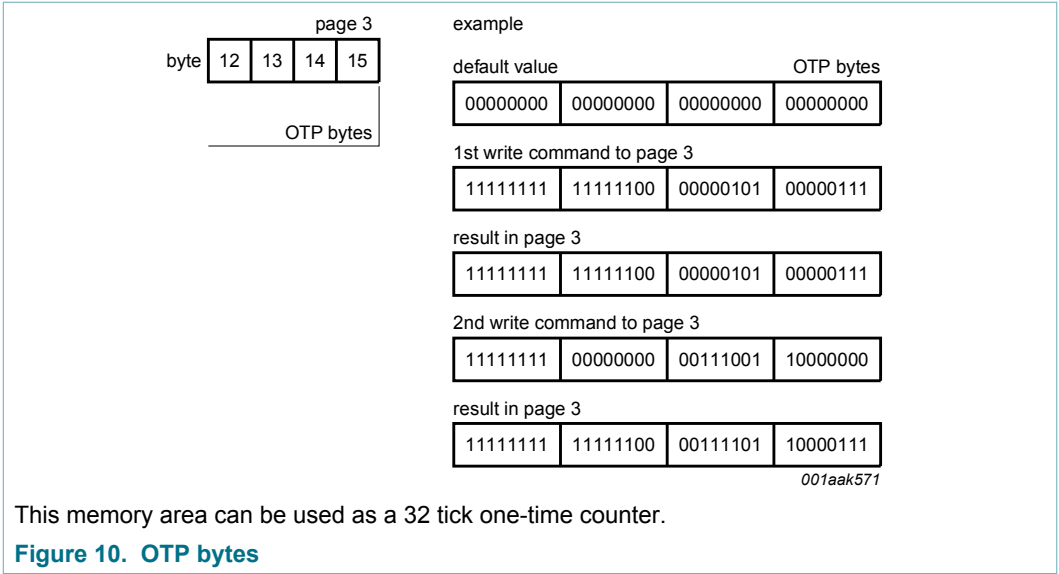 page 3
byte 12 13 14 15
OTP bytes
example
default value OTP bytes
00000000 00000000 00000000 00000000
1st write command to page 3
11111111 11111100 00000101 00000111
result in page 3
11111111 11111100 00000101 00000111
2nd write command to page 3
11111111 00000000 00111001 10000000
result in page 3
11111111 11111100 00111101 10000111
001aak571
This memory area can be used as a 32 tick one-time counter.
Figure 10. OTP bytes